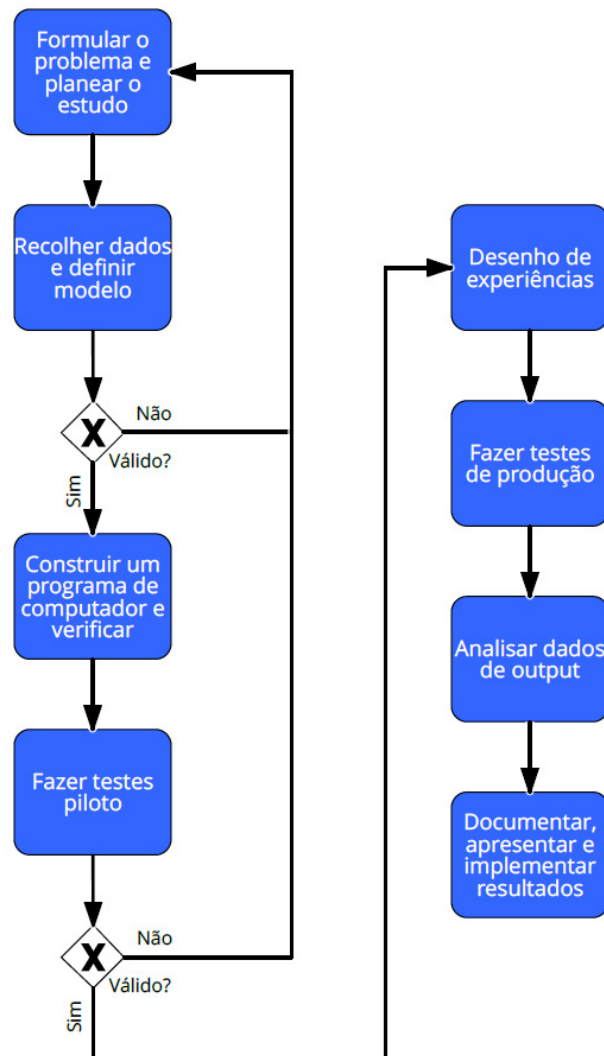 Formular o
problema e
planear o
estudo
Recolher dados
e definir
modelo
Não
X
Válido?
Sim
Construir um
programa de
computador e
verificar
Fazer testes
piloto
Não
X
Válido?
Sim
Desenho de
experiências
Fazer testes
de produção
Analisar dados
de output
Documentar,
apresentar e
implementar
resultados